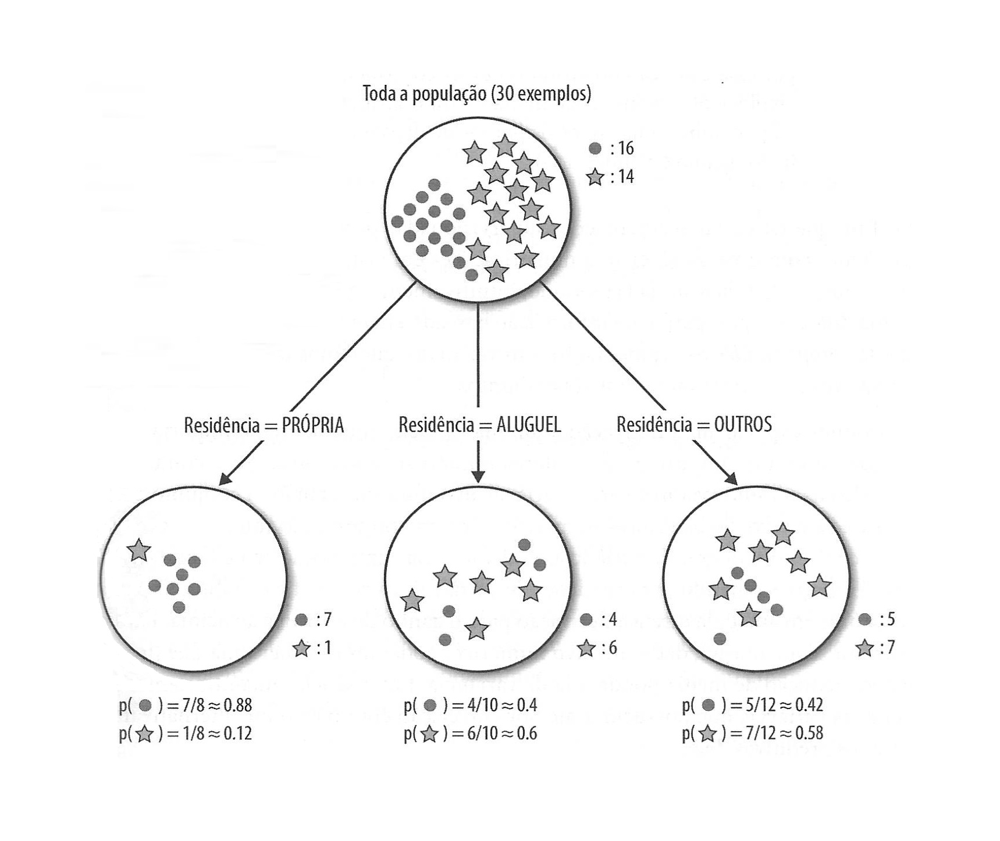 Toda a população (30 exemplos)
: 16
: 14
Residência = PRÓPRIA
Residência = ALUGUEL
Residência = OUTROS
: 7
: 1
: 4
: 6
: 5
: 7
p( ) = 7/8 ≈ 0.88
p( ) = 1/8 ≈ 0.12
p( ) = 4/10 ≈ 0.4
p( ) = 6/10 ≈ 0.6
p( ) = 5/12 ≈ 0.42
p( ) = 7/12 ≈ 0.58